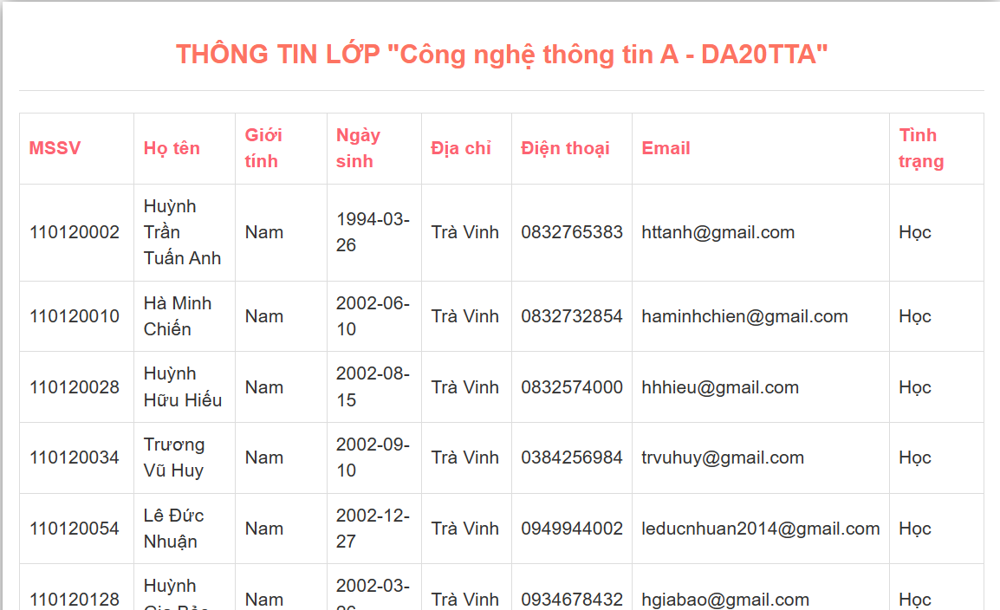 THÔNG TIN LỚP "Công nghệ thông tin A - DA20TTA"
MSSV Họ tên Giới tính Ngày sinh Địa chỉ Điện thoại Email Tình trạng
110120002 Huỳnh Trần Tuấn Anh Nam 1994-03-26 Trà Vinh 0832765383 httanh@gmail.com Học
110120010 Hà Minh Chiến Nam 2002-06-10 Trà Vinh 0832732854 haminhchien@gmail.com Học
110120028 Huỳnh Hữu Hiếu Nam 2002-08-15 Trà Vinh 0832574000 hhhieu@gmail.com Học
110120034 Trương Vũ Huy Nam 2002-09-10 Trà Vinh 0384256984 trvuhuy@gmail.com Học
110120054 Lê Đức Nhuận Nam 2002-12-27 Trà Vinh 0949944002 leducnhuan2014@gmail.com Học
110120128 Huỳnh Nam 2002-03- Trà Vinh 0934678432 hgiabao@gmail.com Học